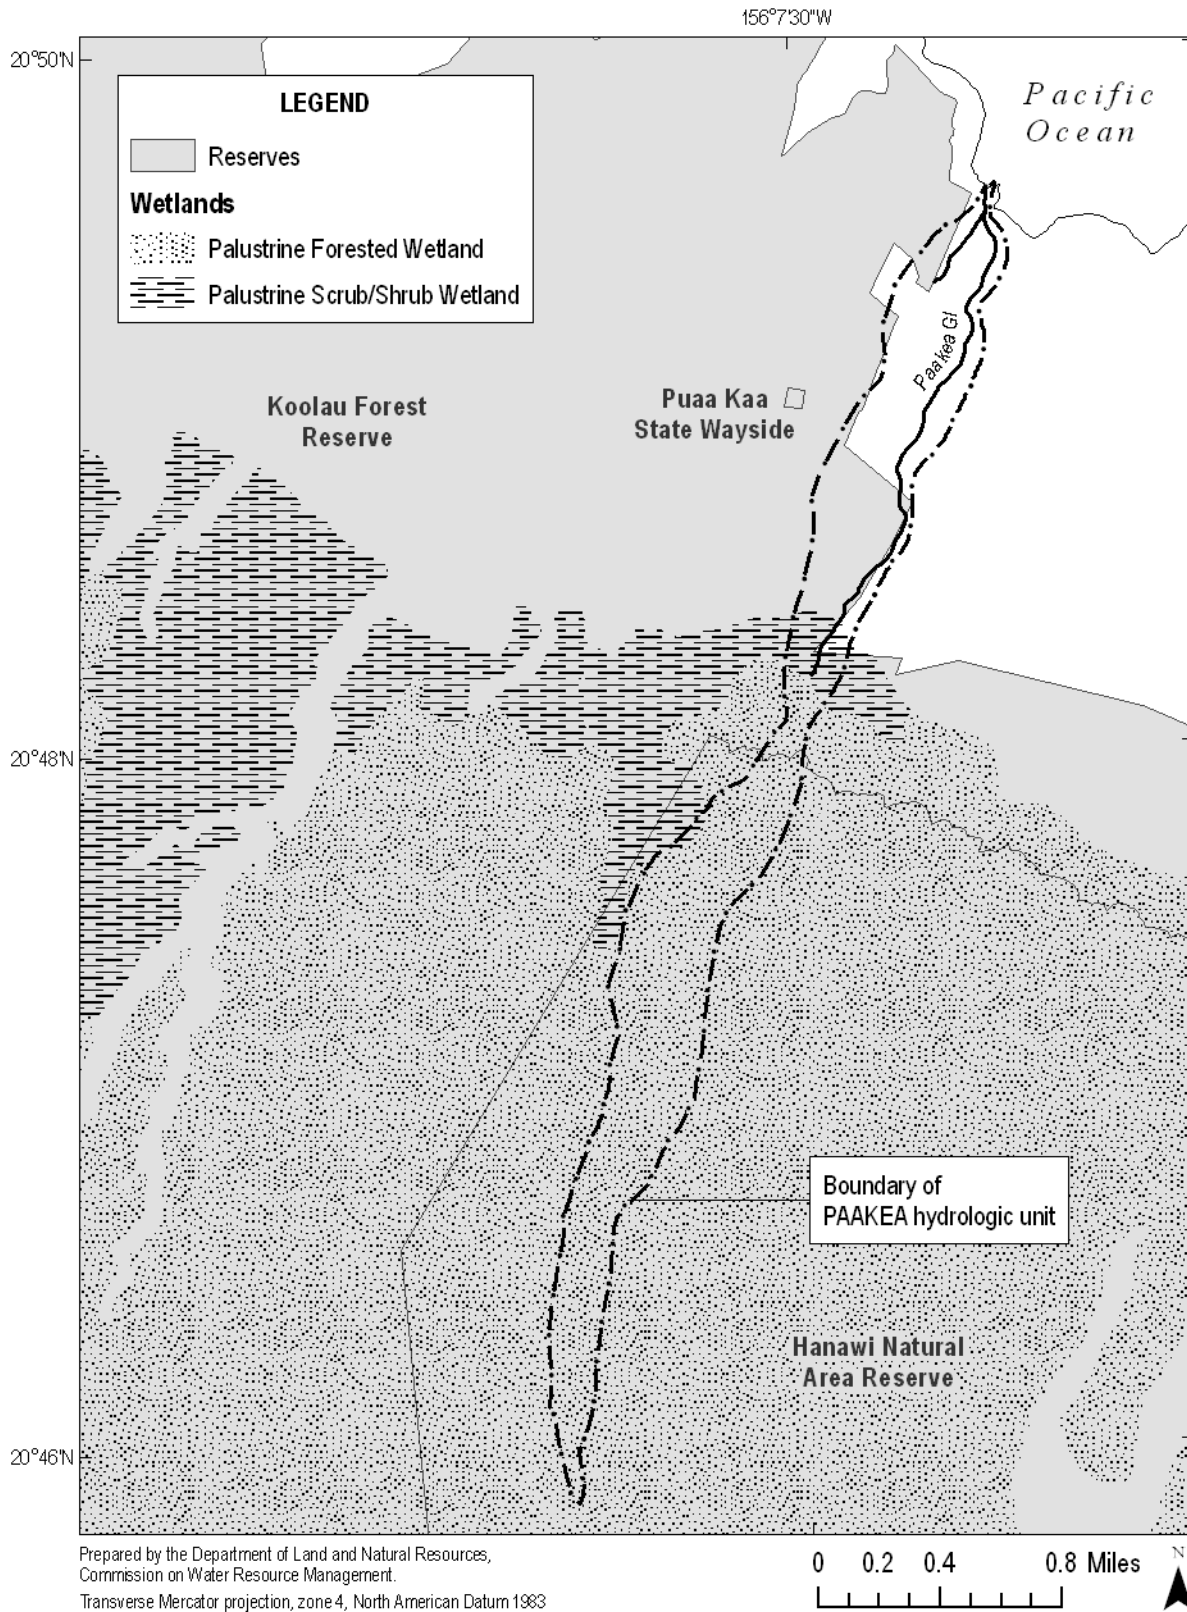 156°7'30"W
20°50'N
Pacific
Ocean
LEGEND
Reserves
Wetlands
Palustrine Forested Wetland
Palustrine Scrub/Shrub Wetland
Paakea Gl
Koolau Forest
Reserve
Puaa Kaa
State Wayside
20°48'N
Boundary of
PAAKEA hydrologic unit
Hanawi Natural
Area Reserve
20°46'N
Prepared by the Department of Land and Natural Resources,
Commission on Water Resource Management.
Transverse Mercator projection, zone 4, North American Datum 1983
0 0.2 0.4 0.8 Miles
N